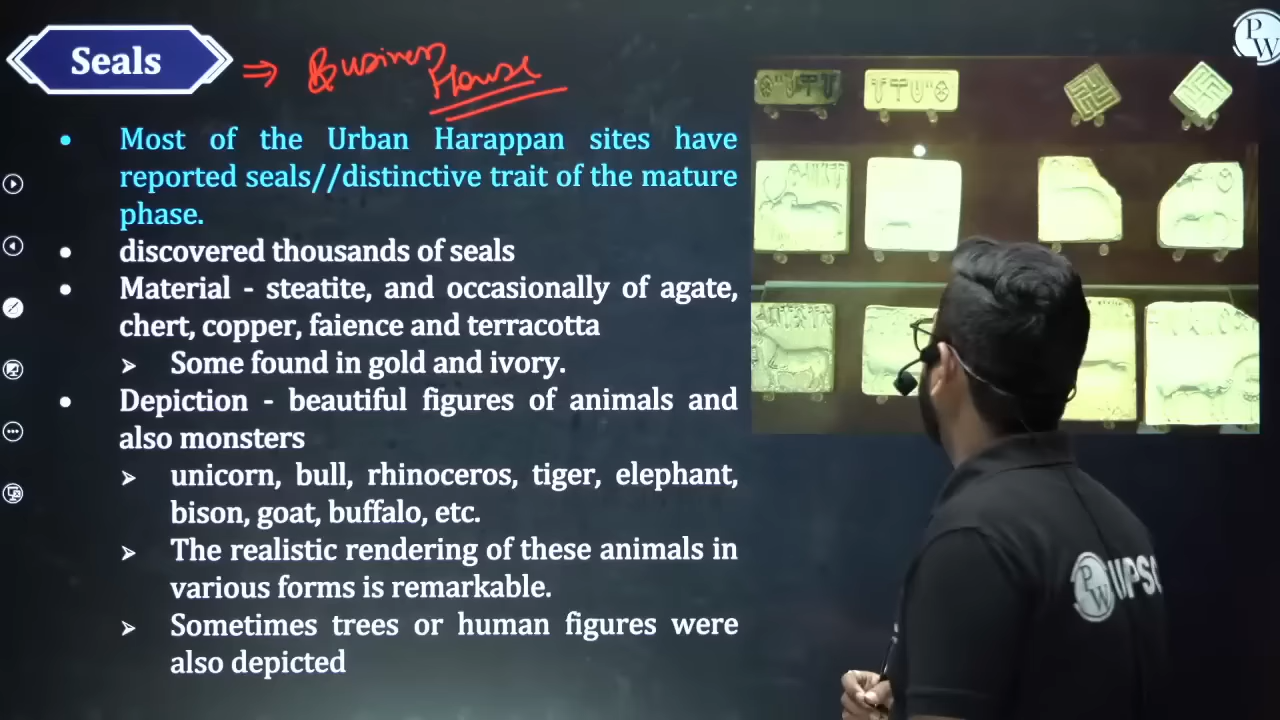 Seals
⇒ Business
House
• Most of the Urban Harappan sites have
reported seals//distinctive trait of the mature
phase.
• discovered thousands of seals
• Material - steatite, and occasionally of agate,
chert, copper, faience and terracotta
➤ Some found in gold and ivory.
• Depiction - beautiful figures of animals and
also monsters
➤ unicorn, bull, rhinoceros, tiger, elephant,
bison, goat, buffalo, etc.
➤ The realistic rendering of these animals in
various forms is remarkable.
➤ Sometimes trees or human figures were
also depicted
PW
PW UPSC